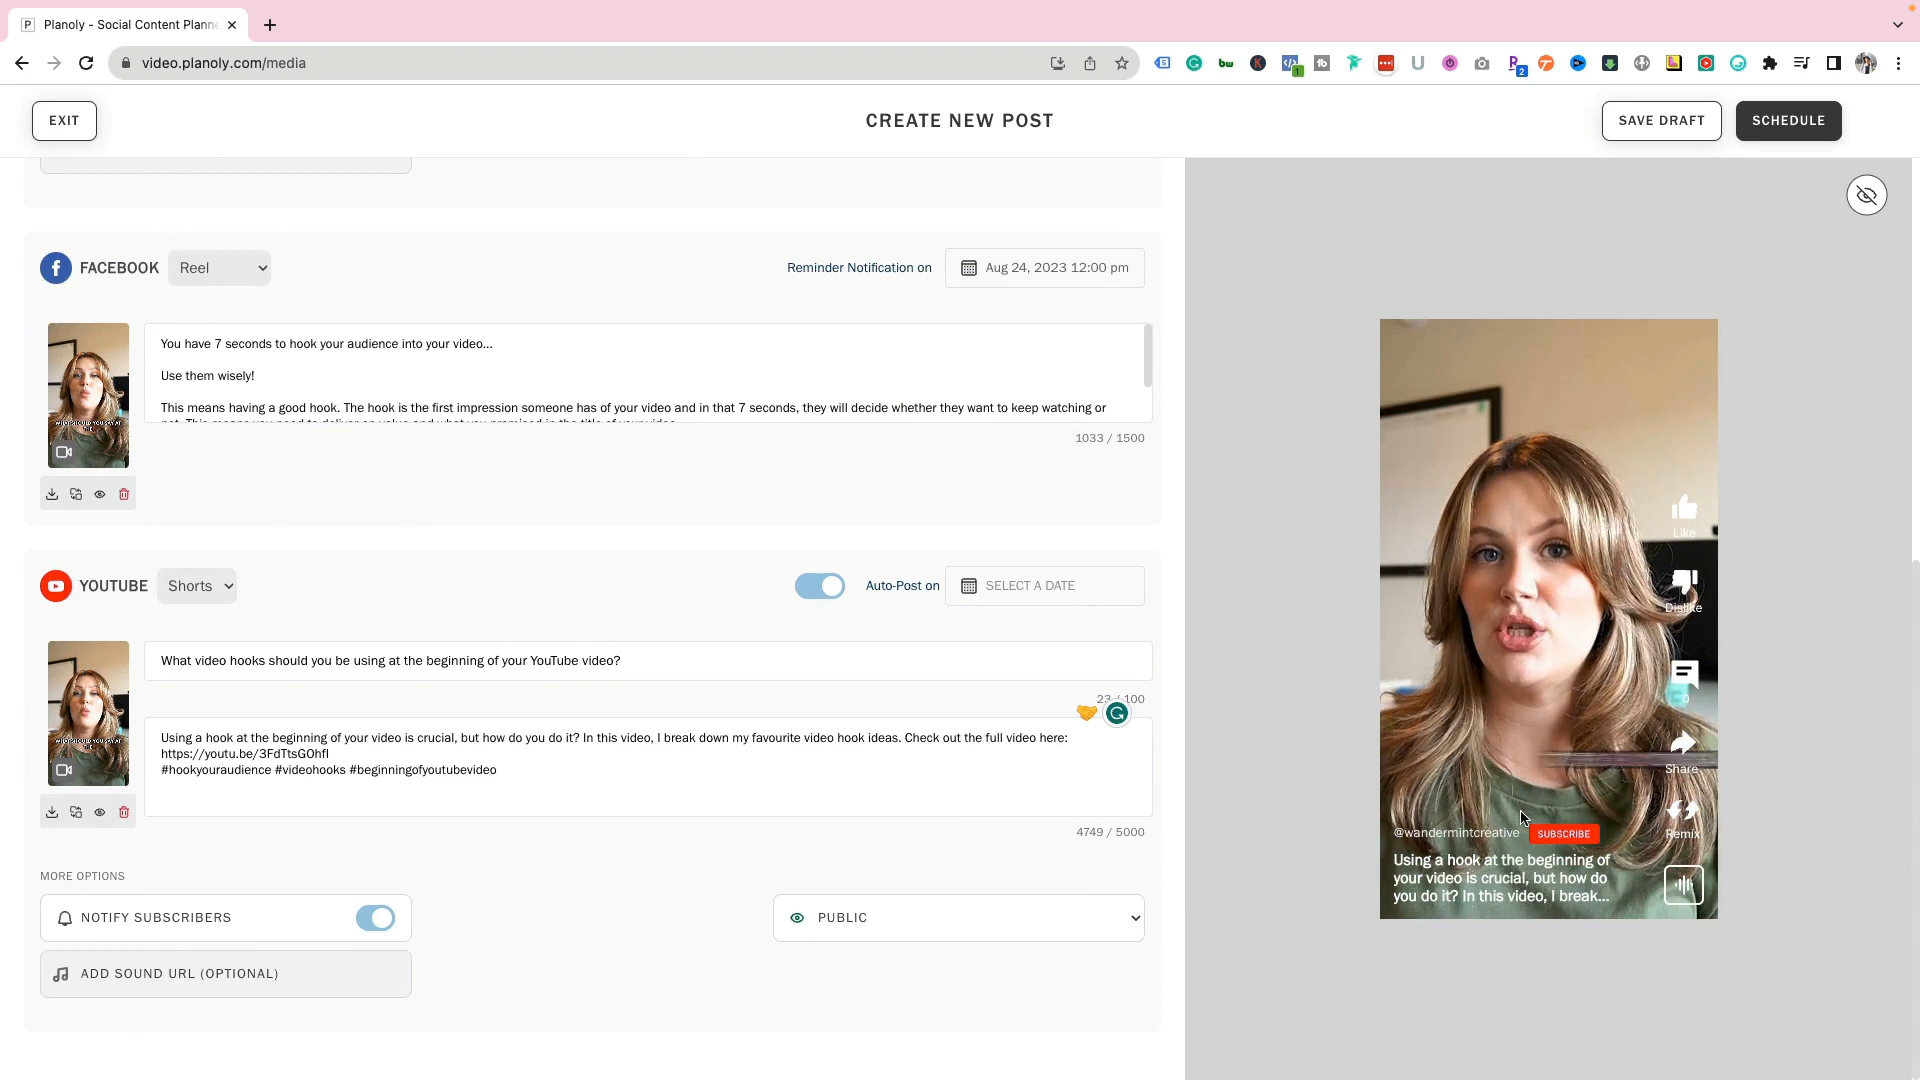 Planoly - Social Content Plann
video.planoly.com/media
EXIT
CREATE NEW POST
SAVE DRAFT
SCHEDULE
FACEBOOK
Reel
Reminder Notification on
Aug 24, 2023 12:00 pm
You have 7 seconds to hook your audience into your video...
Use them wisely!
This means having a good hook. The hook is the first impression someone has of your video and in that 7 seconds, they will decide whether they want to keep watching or
1033 / 1500
YOUTUBE
Shorts
Auto-Post on
SELECT A DATE
What video hooks should you be using at the beginning of your YouTube video?
23 / 100
Using a hook at the beginning of your video is crucial, but how do you do it? In this video, I break down my favourite video hook ideas. Check out the full video here:
https://youtu.be/3FdTtsGOhfI
#hookyouraudience #videohooks #beginningofyoutubevideo
4749 / 5000
MORE OPTIONS
NOTIFY SUBSCRIBERS
PUBLIC
ADD SOUND URL (OPTIONAL)
Like
Dislike
0
Share
Remix
@wandermintcreative
SUBSCRIBE
Using a hook at the beginning of
your video is crucial, but how do
you do it? In this video, I break...